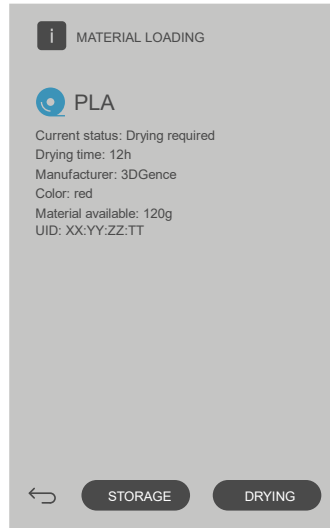 i MATERIAL LOADING
PLA
Current status: Drying required
Drying time: 12h
Manufacturer: 3DGence
Color: red
Material available: 120g
UID: XX:YY:ZZ:TT
STORAGE DRYING